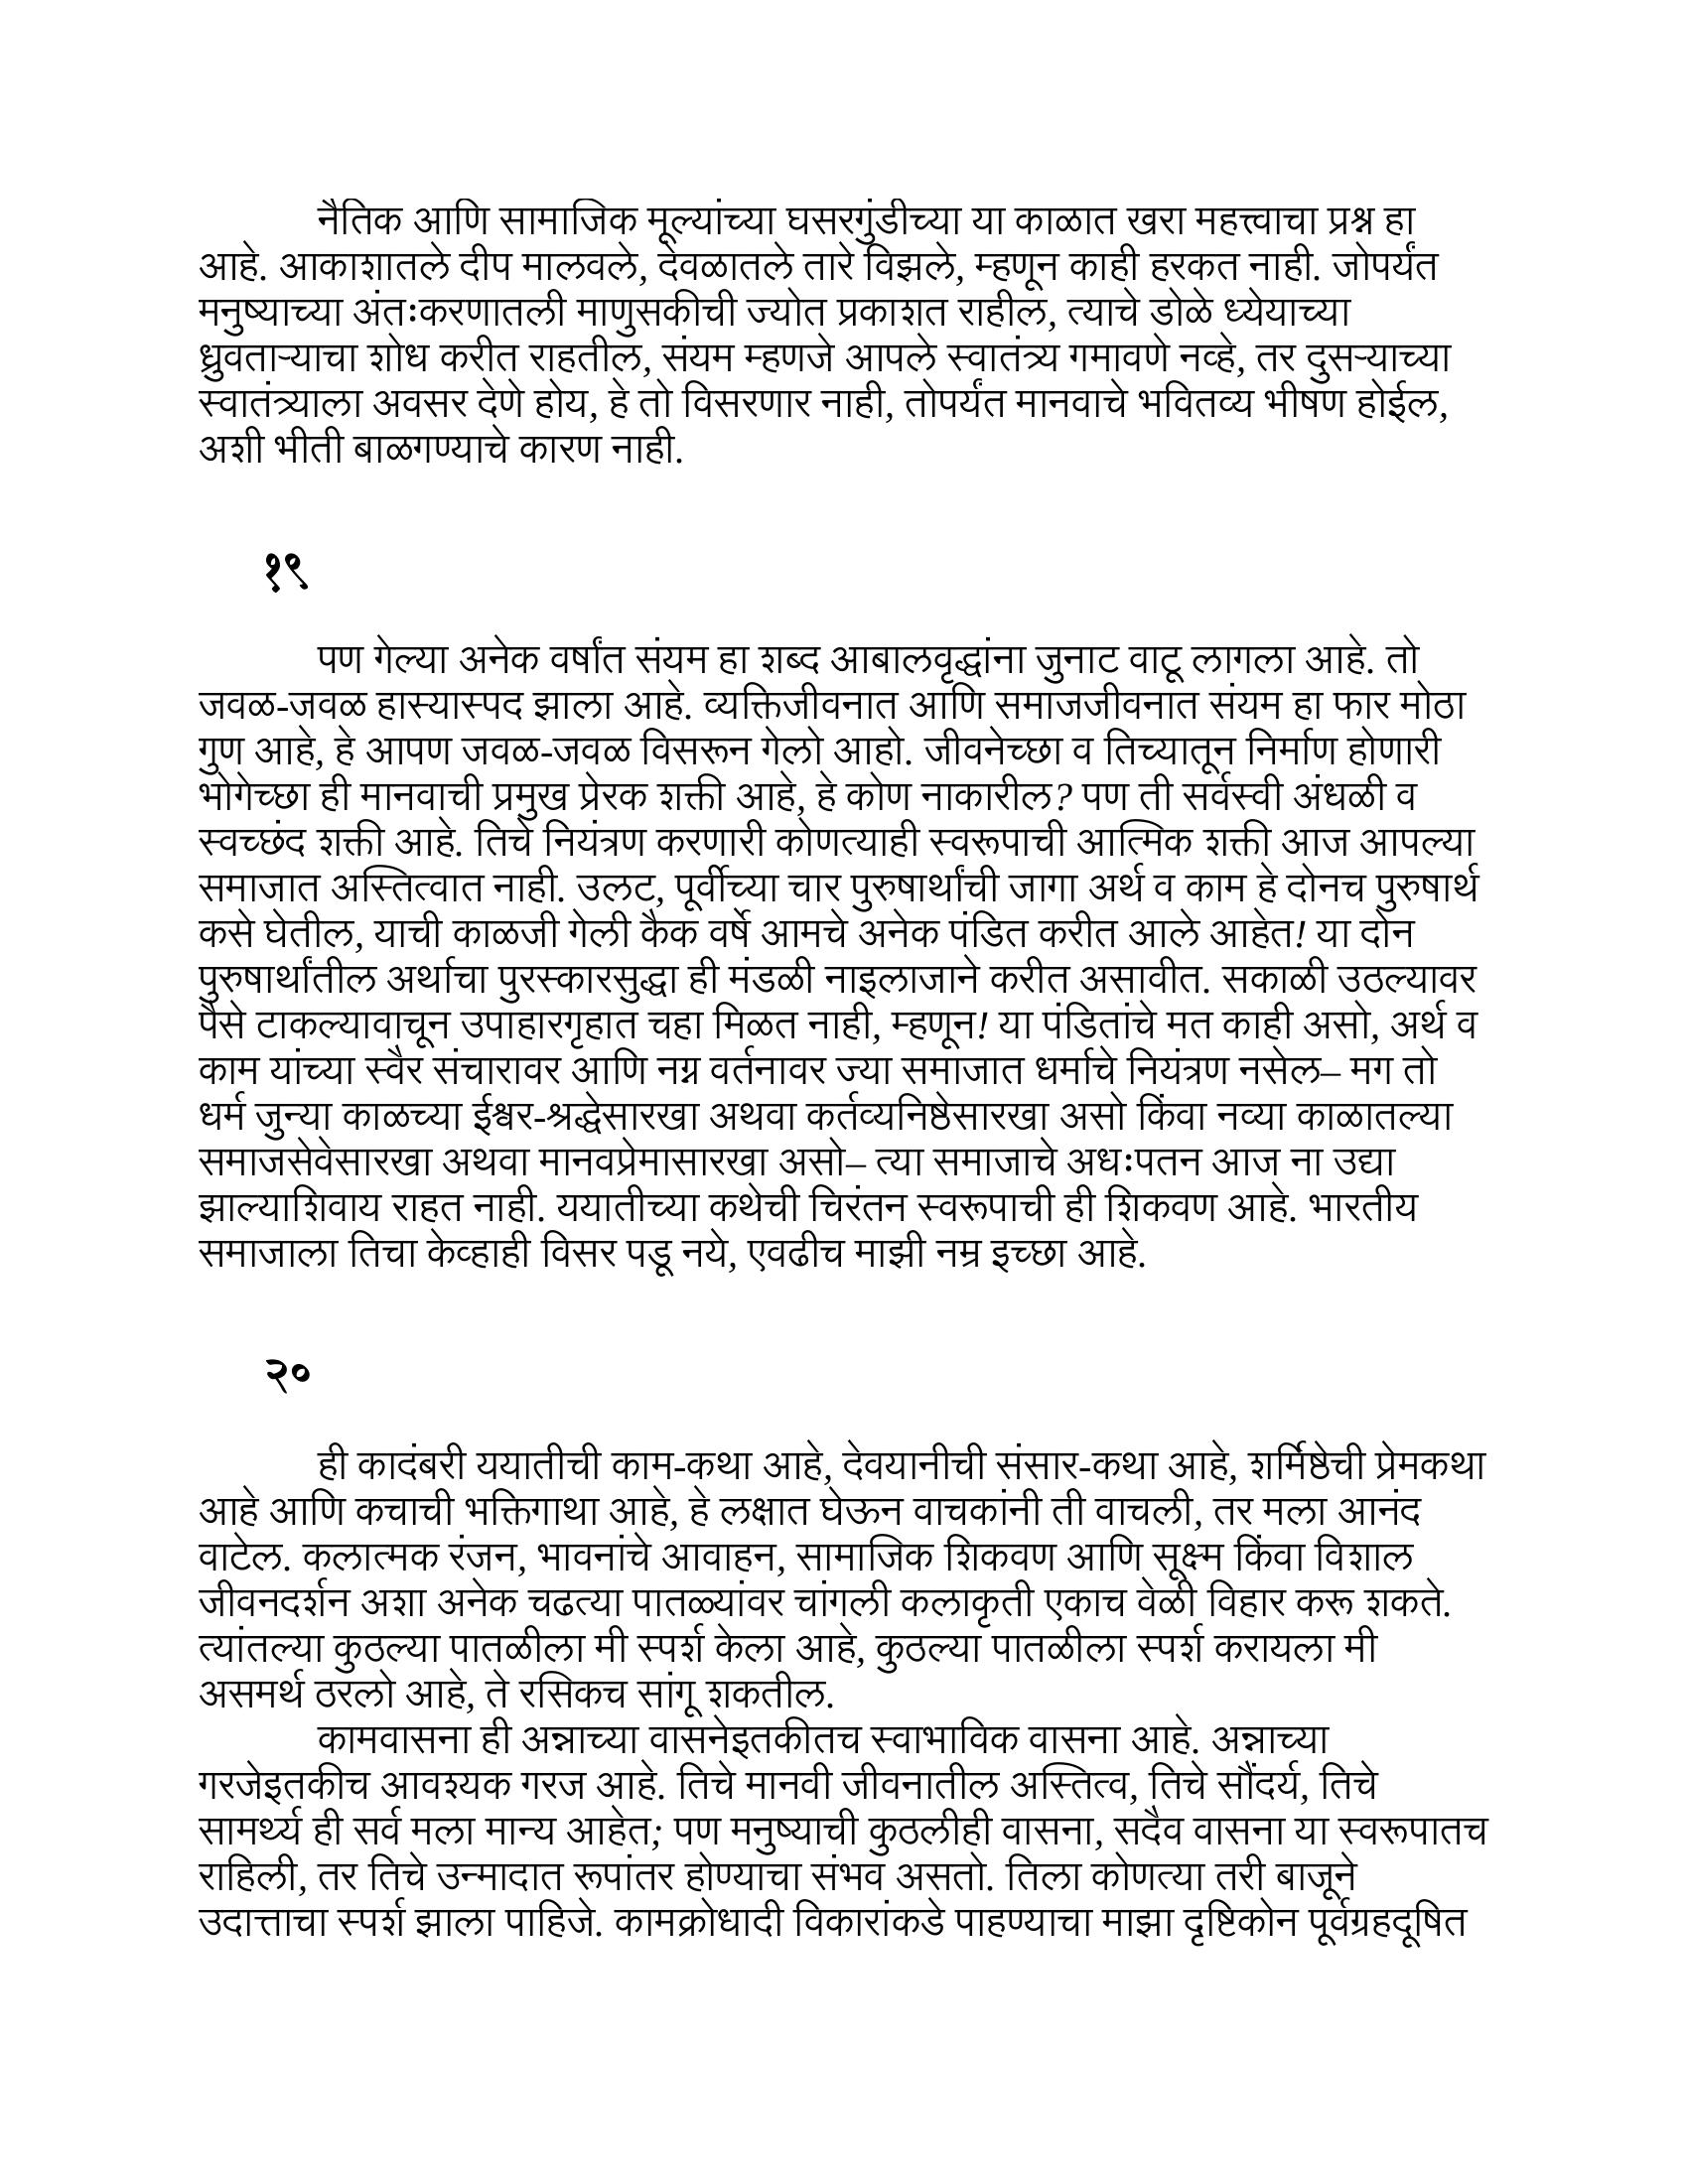 नैतिक आणि सामाजिक मूल्यांच्या घसरगुंडीच्या या काळात खरा महत्त्वाचा प्रश्न हा
आहे. आकाशातले दीप मालवले, देवळातले तारे विझले, म्हणून काही हरकत नाही. जोपर्यंत
मनुष्याच्या अंतःकरणातली माणुसकीची ज्योत प्रकाशत राहील, त्याचे डोळे ध्येयाच्या
ध्रुवताऱ्याचा शोध करीत राहतील, संयम म्हणजे आपले स्वातंत्र्य गमावणे नव्हे, तर दुसऱ्याच्या
स्वातंत्र्याला अवसर देणे होय, हे तो विसरणार नाही, तोपर्यंत मानवाचे भवितव्य भीषण होईल,
अशी भीती बाळगण्याचे कारण नाही.
१९
पण गेल्या अनेक वर्षांत संयम हा शब्द आबालवृद्धांना जुनाट वाटू लागला आहे. तो
जवळ-जवळ हास्यास्पद झाला आहे. व्यक्तिजीवनात आणि समाजजीवनात संयम हा फार मोठा
गुण आहे, हे आपण जवळ-जवळ विसरून गेलो आहो. जीवनेच्छा व तिच्यातून निर्माण होणारी
भोगेच्छा ही मानवाची प्रमुख प्रेरक शक्ती आहे, हे कोण नाकारील? पण ती सर्वस्वी अंधळी व
स्वच्छंद शक्ती आहे. तिचे नियंत्रण करणारी कोणत्याही स्वरूपाची आत्मिक शक्ती आज आपल्या
समाजात अस्तित्वात नाही. उलट, पूर्वीच्या चार पुरुषार्थांची जागा अर्थ व काम हे दोनच पुरुषार्थ
कसे घेतील, याची काळजी गेली कैक वर्षे आमचे अनेक पंडित करीत आले आहेत! या दोन
पुरुषार्थांतील अर्थाचा पुरस्कारसुद्धा ही मंडळी नाइलाजाने करीत असावीत. सकाळी उठल्यावर
पैसे टाकल्यावाचून उपाहारगृहात चहा मिळत नाही, म्हणून! या पंडितांचे मत काही असो, अर्थ व
काम यांच्या स्वैर संचारावर आणि नग्न वर्तनावर ज्या समाजात धर्माचे नियंत्रण नसेल– मग तो
धर्म जुन्या काळच्या ईश्वर-श्रद्धेसारखा अथवा कर्तव्यनिष्ठेसारखा असो किंवा नव्या काळातल्या
समाजसेवेसारखा अथवा मानवप्रेमासारखा असो– त्या समाजाचे अधःपतन आज ना उद्या
झाल्याशिवाय राहत नाही. ययातीच्या कथेची चिरंतन स्वरूपाची ही शिकवण आहे. भारतीय
समाजाला तिचा केव्हाही विसर पडू नये, एवढीच माझी नम्र इच्छा आहे.
२०
ही कादंबरी ययातीची काम-कथा आहे, देवयानीची संसार-कथा आहे, शर्मिष्ठेची प्रेमकथा
आहे आणि कचाची भक्तिगाथा आहे, हे लक्षात घेऊन वाचकांनी ती वाचली, तर मला आनंद
वाटेल. कलात्मक रंजन, भावनांचे आवाहन, सामाजिक शिकवण आणि सूक्ष्म किंवा विशाल
जीवनदर्शन अशा अनेक चढत्या पातळ्यांवर चांगली कलाकृती एकाच वेळी विहार करू शकते.
त्यांतल्या कुठल्या पातळीला मी स्पर्श केला आहे, कुठल्या पातळीला स्पर्श करायला मी
असमर्थ ठरलो आहे, ते रसिकच सांगू शकतील.
कामवासना ही अन्नाच्या वासनेइतकीतच स्वाभाविक वासना आहे. अन्नाच्या
गरजेइतकीच आवश्यक गरज आहे. तिचे मानवी जीवनातील अस्तित्व, तिचे सौंदर्य, तिचे
सामर्थ्य ही सर्व मला मान्य आहेत; पण मनुष्याची कुठलीही वासना, सदैव वासना या स्वरूपातच
राहिली, तर तिचे उन्मादात रूपांतर होण्याचा संभव असतो. तिला कोणत्या तरी बाजूने
उदात्ताचा स्पर्श झाला पाहिजे. कामक्रोधादी विकारांकडे पाहण्याचा माझा दृष्टिकोन पूर्वग्रहदूषित